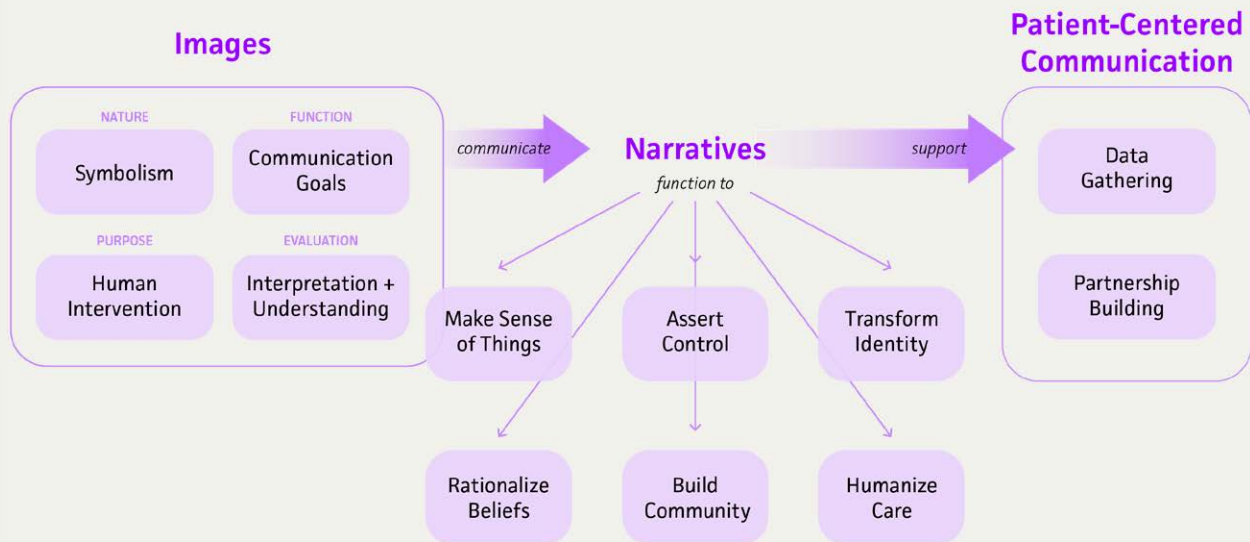 Images
NATURE
Symbolism
FUNCTION
Communication
Goals
PURPOSE
Human
Intervention
EVALUATION
Interpretation +
Understanding
communicate
Narratives
function to
Make Sense
of Things
Assert
Control
Transform
Identity
Rationalize
Beliefs
Build
Community
Humanize
Care
support
Patient-Centered
Communication
Data
Gathering
Partnership
Building